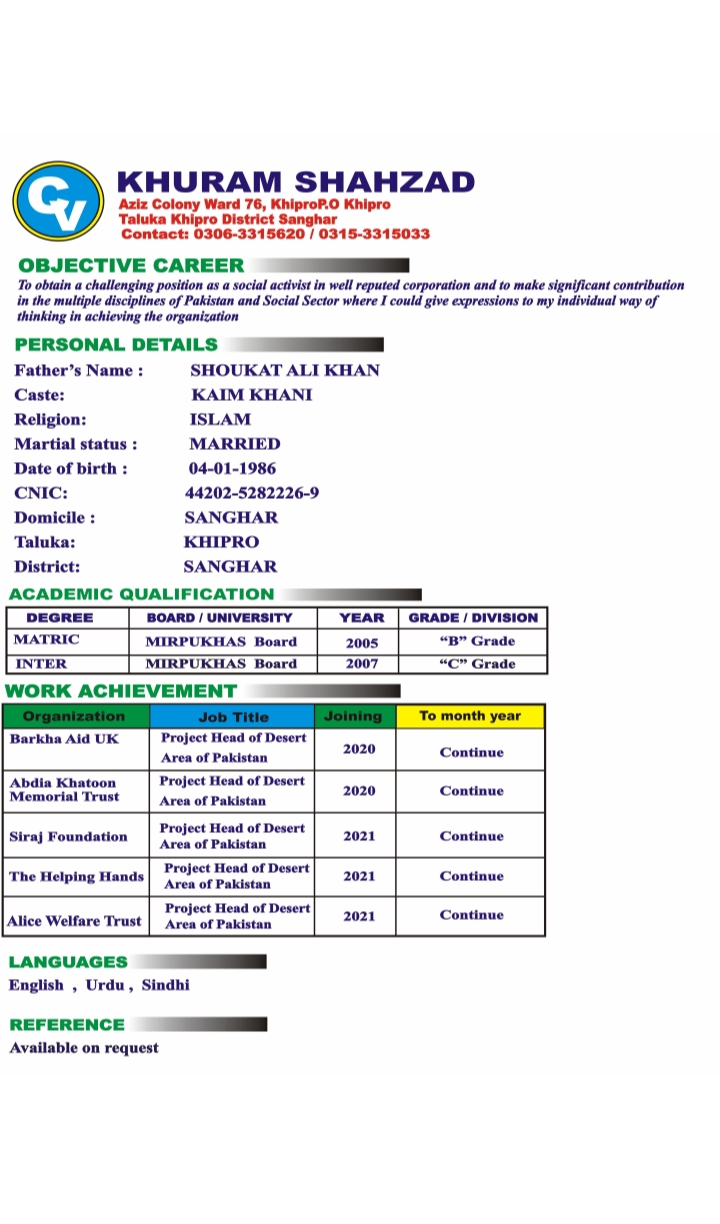 CV
KHURAM SHAHZAD
Aziz Colony Ward 76, KhiproP.O Khipro
Taluka Khipro District Sanghar
Contact: 0306-3315620 / 0315-3315033
OBJECTIVE CAREER
To obtain a challenging position as a social activist in well reputed corporation and to make significant contribution
in the multiple disciplines of Pakistan and Social Sector where I could give expressions to my individual way of
thinking in achieving the organization
PERSONAL DETAILS
Father's Name : SHOUKAT ALI KHAN
Caste: KAIM KHANI
Religion: ISLAM
Martial status : MARRIED
Date of birth : 04-01-1986
CNIC: 44202-5282226-9
Domicile : SANGHAR
Taluka: KHIPRO
District: SANGHAR
ACADEMIC QUALIFICATION
DEGREE BOARD / UNIVERSITY YEAR GRADE / DIVISION
MATRIC MIRPUKHAS Board 2005 “B” Grade
INTER MIRPUKHAS Board 2007 “C” Grade
WORK ACHIEVEMENT
Organization Job Title Joining To month year
Barkha Aid UK Project Head of Desert
Area of Pakistan 2020 Continue
Abdia Khatoon
Memorial Trust Project Head of Desert
Area of Pakistan 2020 Continue
Siraj Foundation Project Head of Desert
Area of Pakistan 2021 Continue
The Helping Hands Project Head of Desert
Area of Pakistan 2021 Continue
Alice Welfare Trust Project Head of Desert
Area of Pakistan 2021 Continue
LANGUAGES
English , Urdu , Sindhi
REFERENCE
Available on request